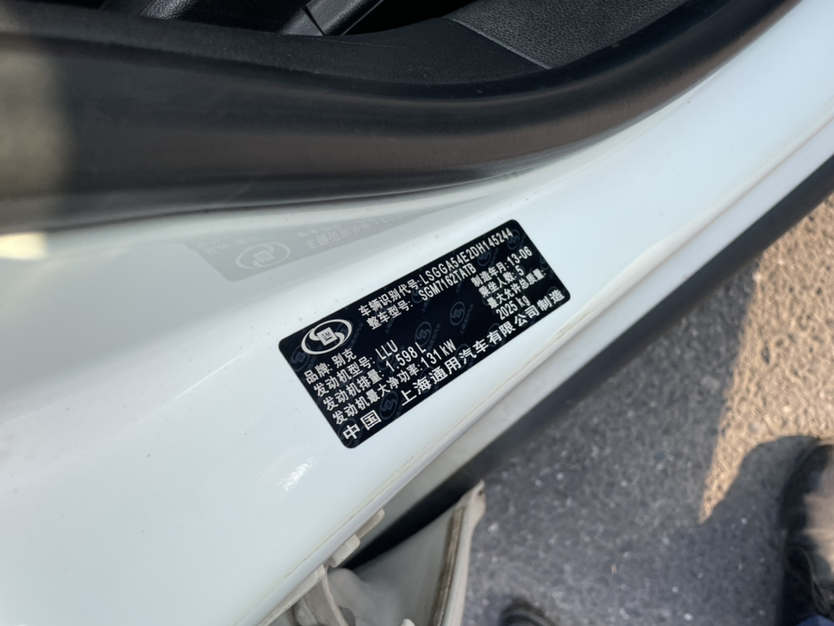 车辆识别代号:LSGGA54E2DH145244
整车型号: SGM7162TATB
品牌:别克
制造年月:13-06
发动机型号: LLU
乘坐人数:5
发动机排量: 1.598 L
最大允许总质量:
发动机最大净功率:131 kW
2025 kg
中国 上海通用汽车有限公司制造